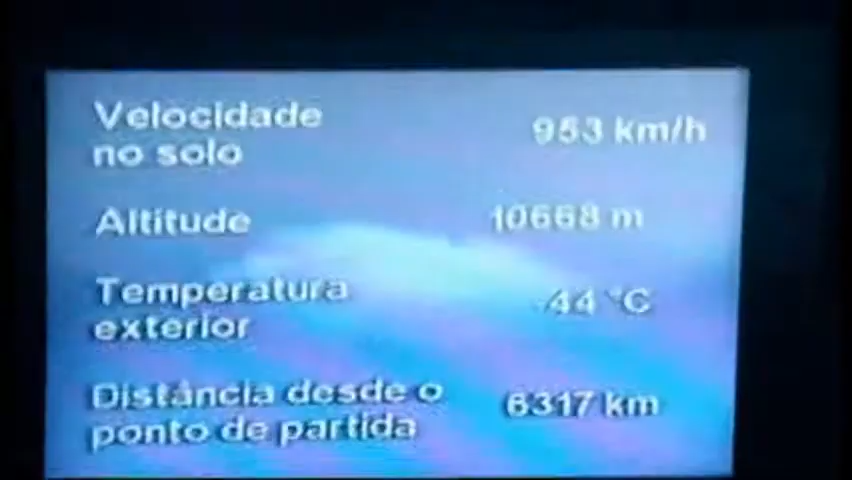 Velocidade
no solo
953 km/h
Altitude
10668 m
Temperatura
exterior
-44 °C
Distância desde o
ponto de partida
6317 km